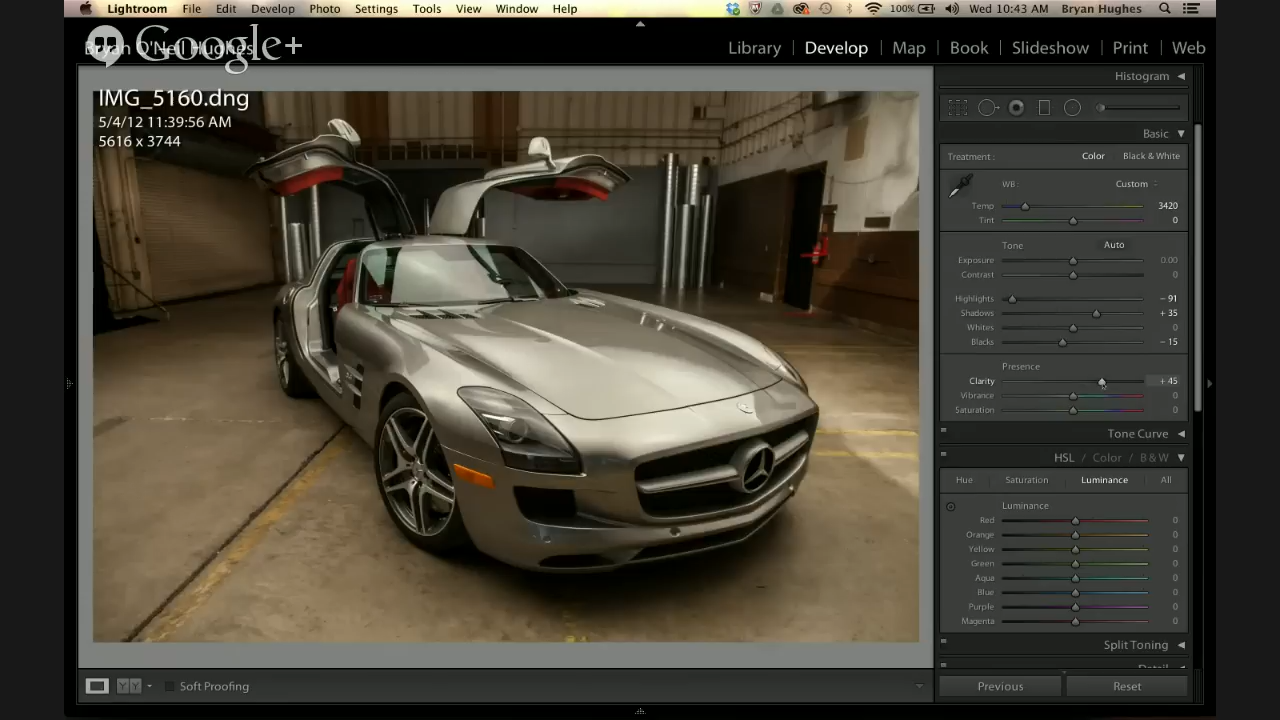 Lightroom File Edit Develop Photo Settings Tools View Window Help 100% Wed 10:43 AM Bryan Hughes
Google+
Bryan O'Neil Hughes
Library Develop Map Book Slideshow Print Web
IMG_5160.dng
5/4/12 11:39:56 AM
5616 x 3744
Histogram
Basic
Treatment : Color Black & White
WB : Custom
Temp 3420
Tint 0
Tone Auto
Exposure 0.00
Contrast 0
Highlights – 91
Shadows + 35
Whites 0
Blacks – 15
Presence
Clarity + 45
Vibrance 0
Saturation 0
Tone Curve
HSL / Color / B & W
Hue Saturation Luminance All
Luminance
Red 0
Orange 0
Yellow 0
Green 0
Aqua 0
Blue 0
Purple 0
Magenta 0
Split Toning
Detail
YY Soft Proofing
Previous Reset